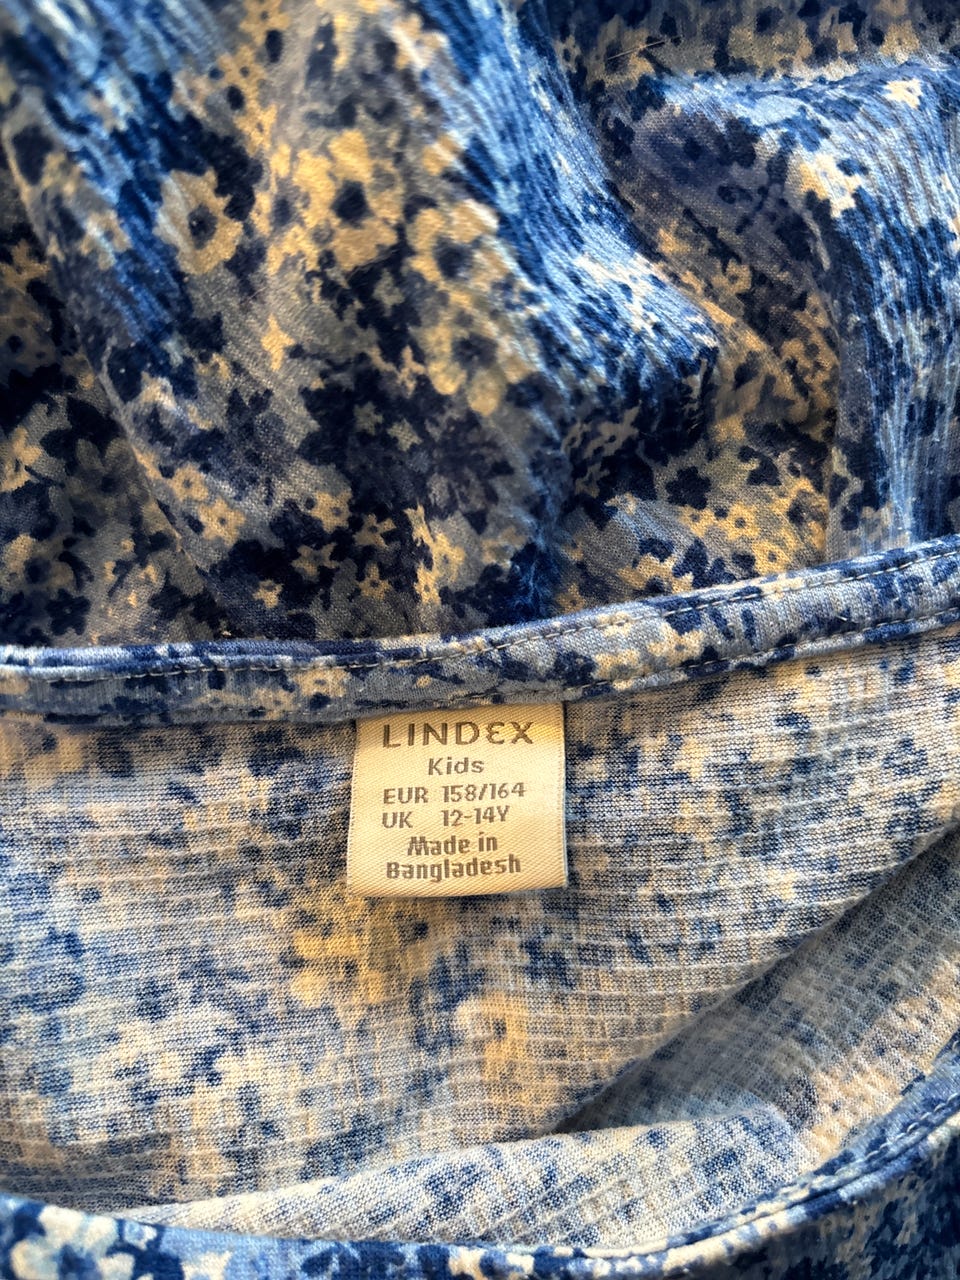 LINDEX
Kids
EUR 158/164
UK 12-14Y
Made in
Bangladesh